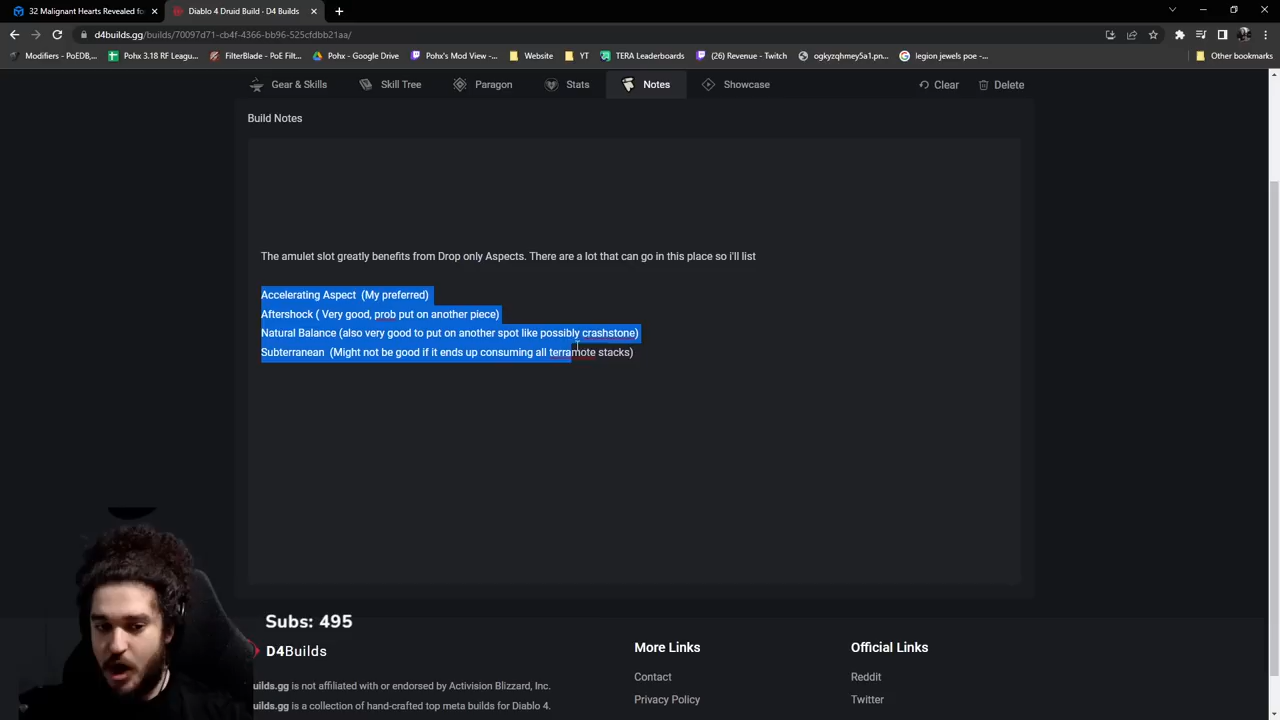 32 Malignant Hearts Revealed fo
Diablo 4 Druid Build - D4 Builds
d4builds.gg/builds/70097d71-cb4f-4366-bb96-525cfdbb21aa/
Modifiers - PoEDB,...
Pohx 3.18 RF Leagu...
FilterBlade - PoE Filt...
Pohx - Google Drive
Pohx's Mod View -...
Website
YT
TERA Leaderboards
(26) Revenue - Twitch
ogkyzqhmey5a1.pn...
legion jewels poe -...
Other bookmarks
Gear & Skills
Skill Tree
Paragon
Stats
Notes
Showcase
Clear
Delete
Build Notes
The amulet slot greatly benefits from Drop only Aspects. There are a lot that can go in this place so i'll list
Accelerating Aspect (My preferred)
Aftershock ( Very good, prob put on another piece)
Natural Balance (also very good to put on another spot like possibly crashstone)
Subterranean (Might not be good if it ends up consuming all terramote stacks)
Subs: 495
D4Builds
uilds.gg is not affiliated with or endorsed by Activision Blizzard, Inc.
uilds.gg is a collection of hand-crafted top meta builds for Diablo 4.
More Links
Contact
Privacy Policy
Official Links
Reddit
Twitter